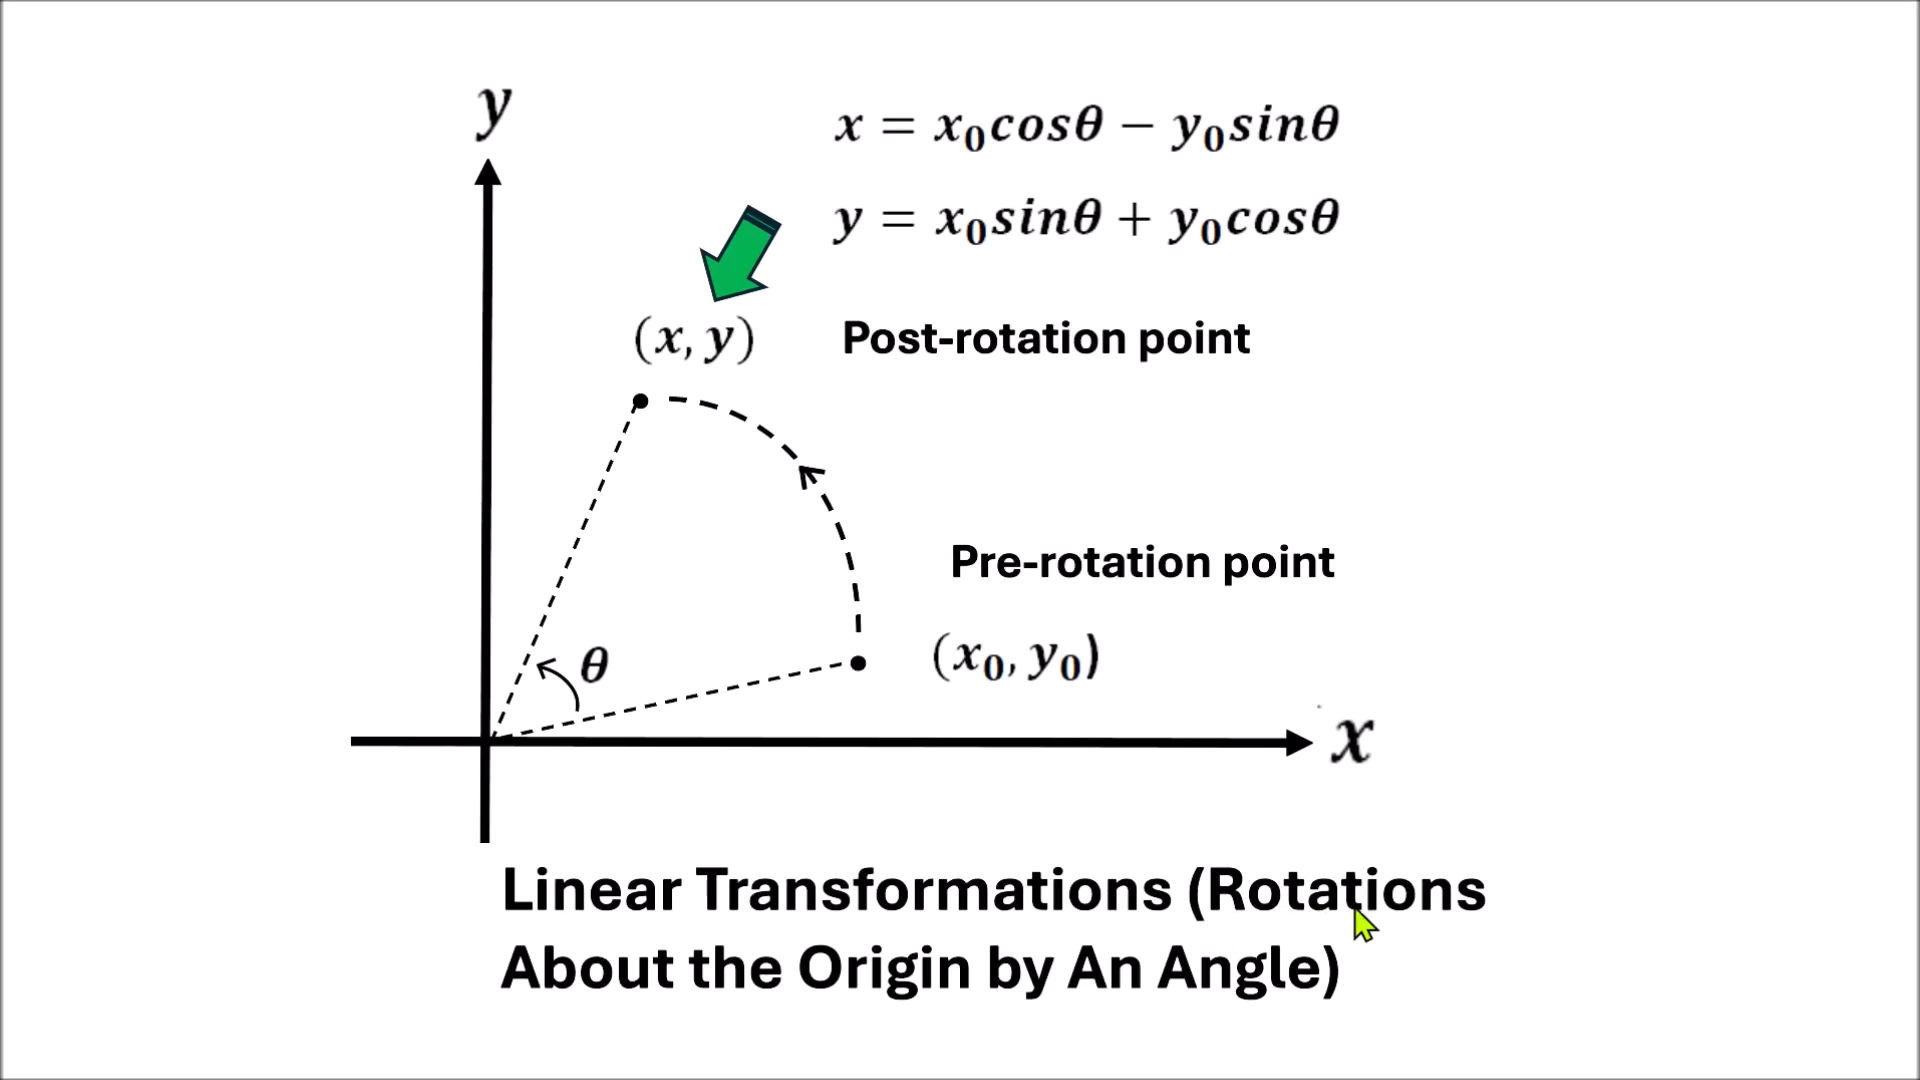 y
x = x₀cosθ − y₀sinθ
y = x₀sinθ + y₀cosθ
(x, y)
Post-rotation point
Pre-rotation point
θ
(x₀, y₀)
x
Linear Transformations (Rotations
About the Origin by An Angle)